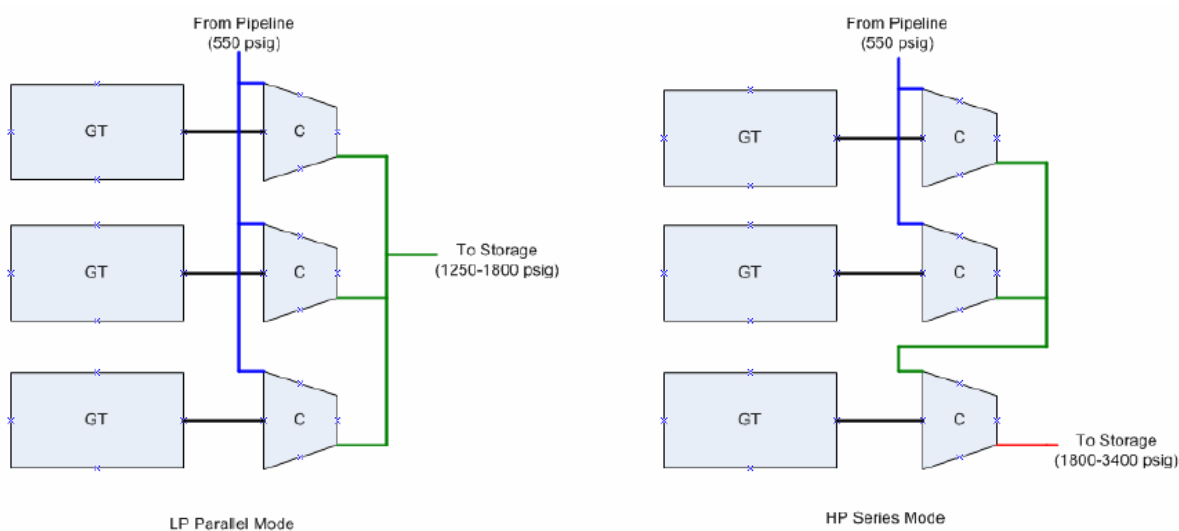 From Pipeline
(550 psig)
GT
C
GT
C
To Storage
(1250-1800 psig)
GT
C
LP Parallel Mode
From Pipeline
(550 psig)
GT
C
GT
C
GT
C
To Storage
(1800-3400 psig)
HP Series Mode